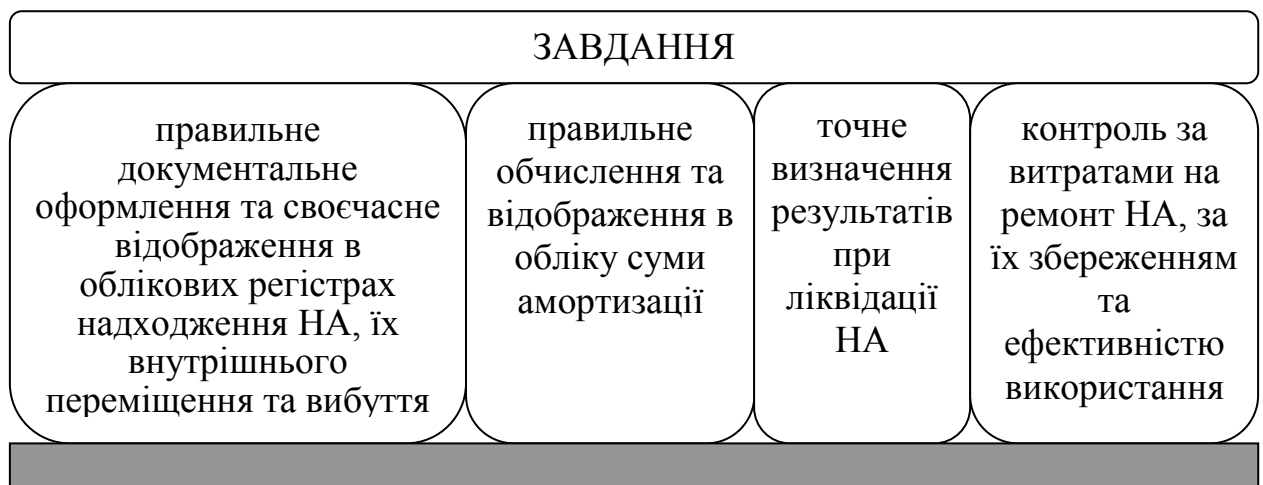 ЗАВДАННЯ
правильне
документальне
оформлення та своєчасне
відображення в
облікових регістрах
надходження НА, їх
внутрішнього
переміщення та вибуття
правильне
обчислення та
відображення в
обліку суми
амортизації
точне
визначення
результатів
при
ліквідації
НА
контроль за
витратами на
ремонт НА, за
їх збереженням
та
ефективністю
використання